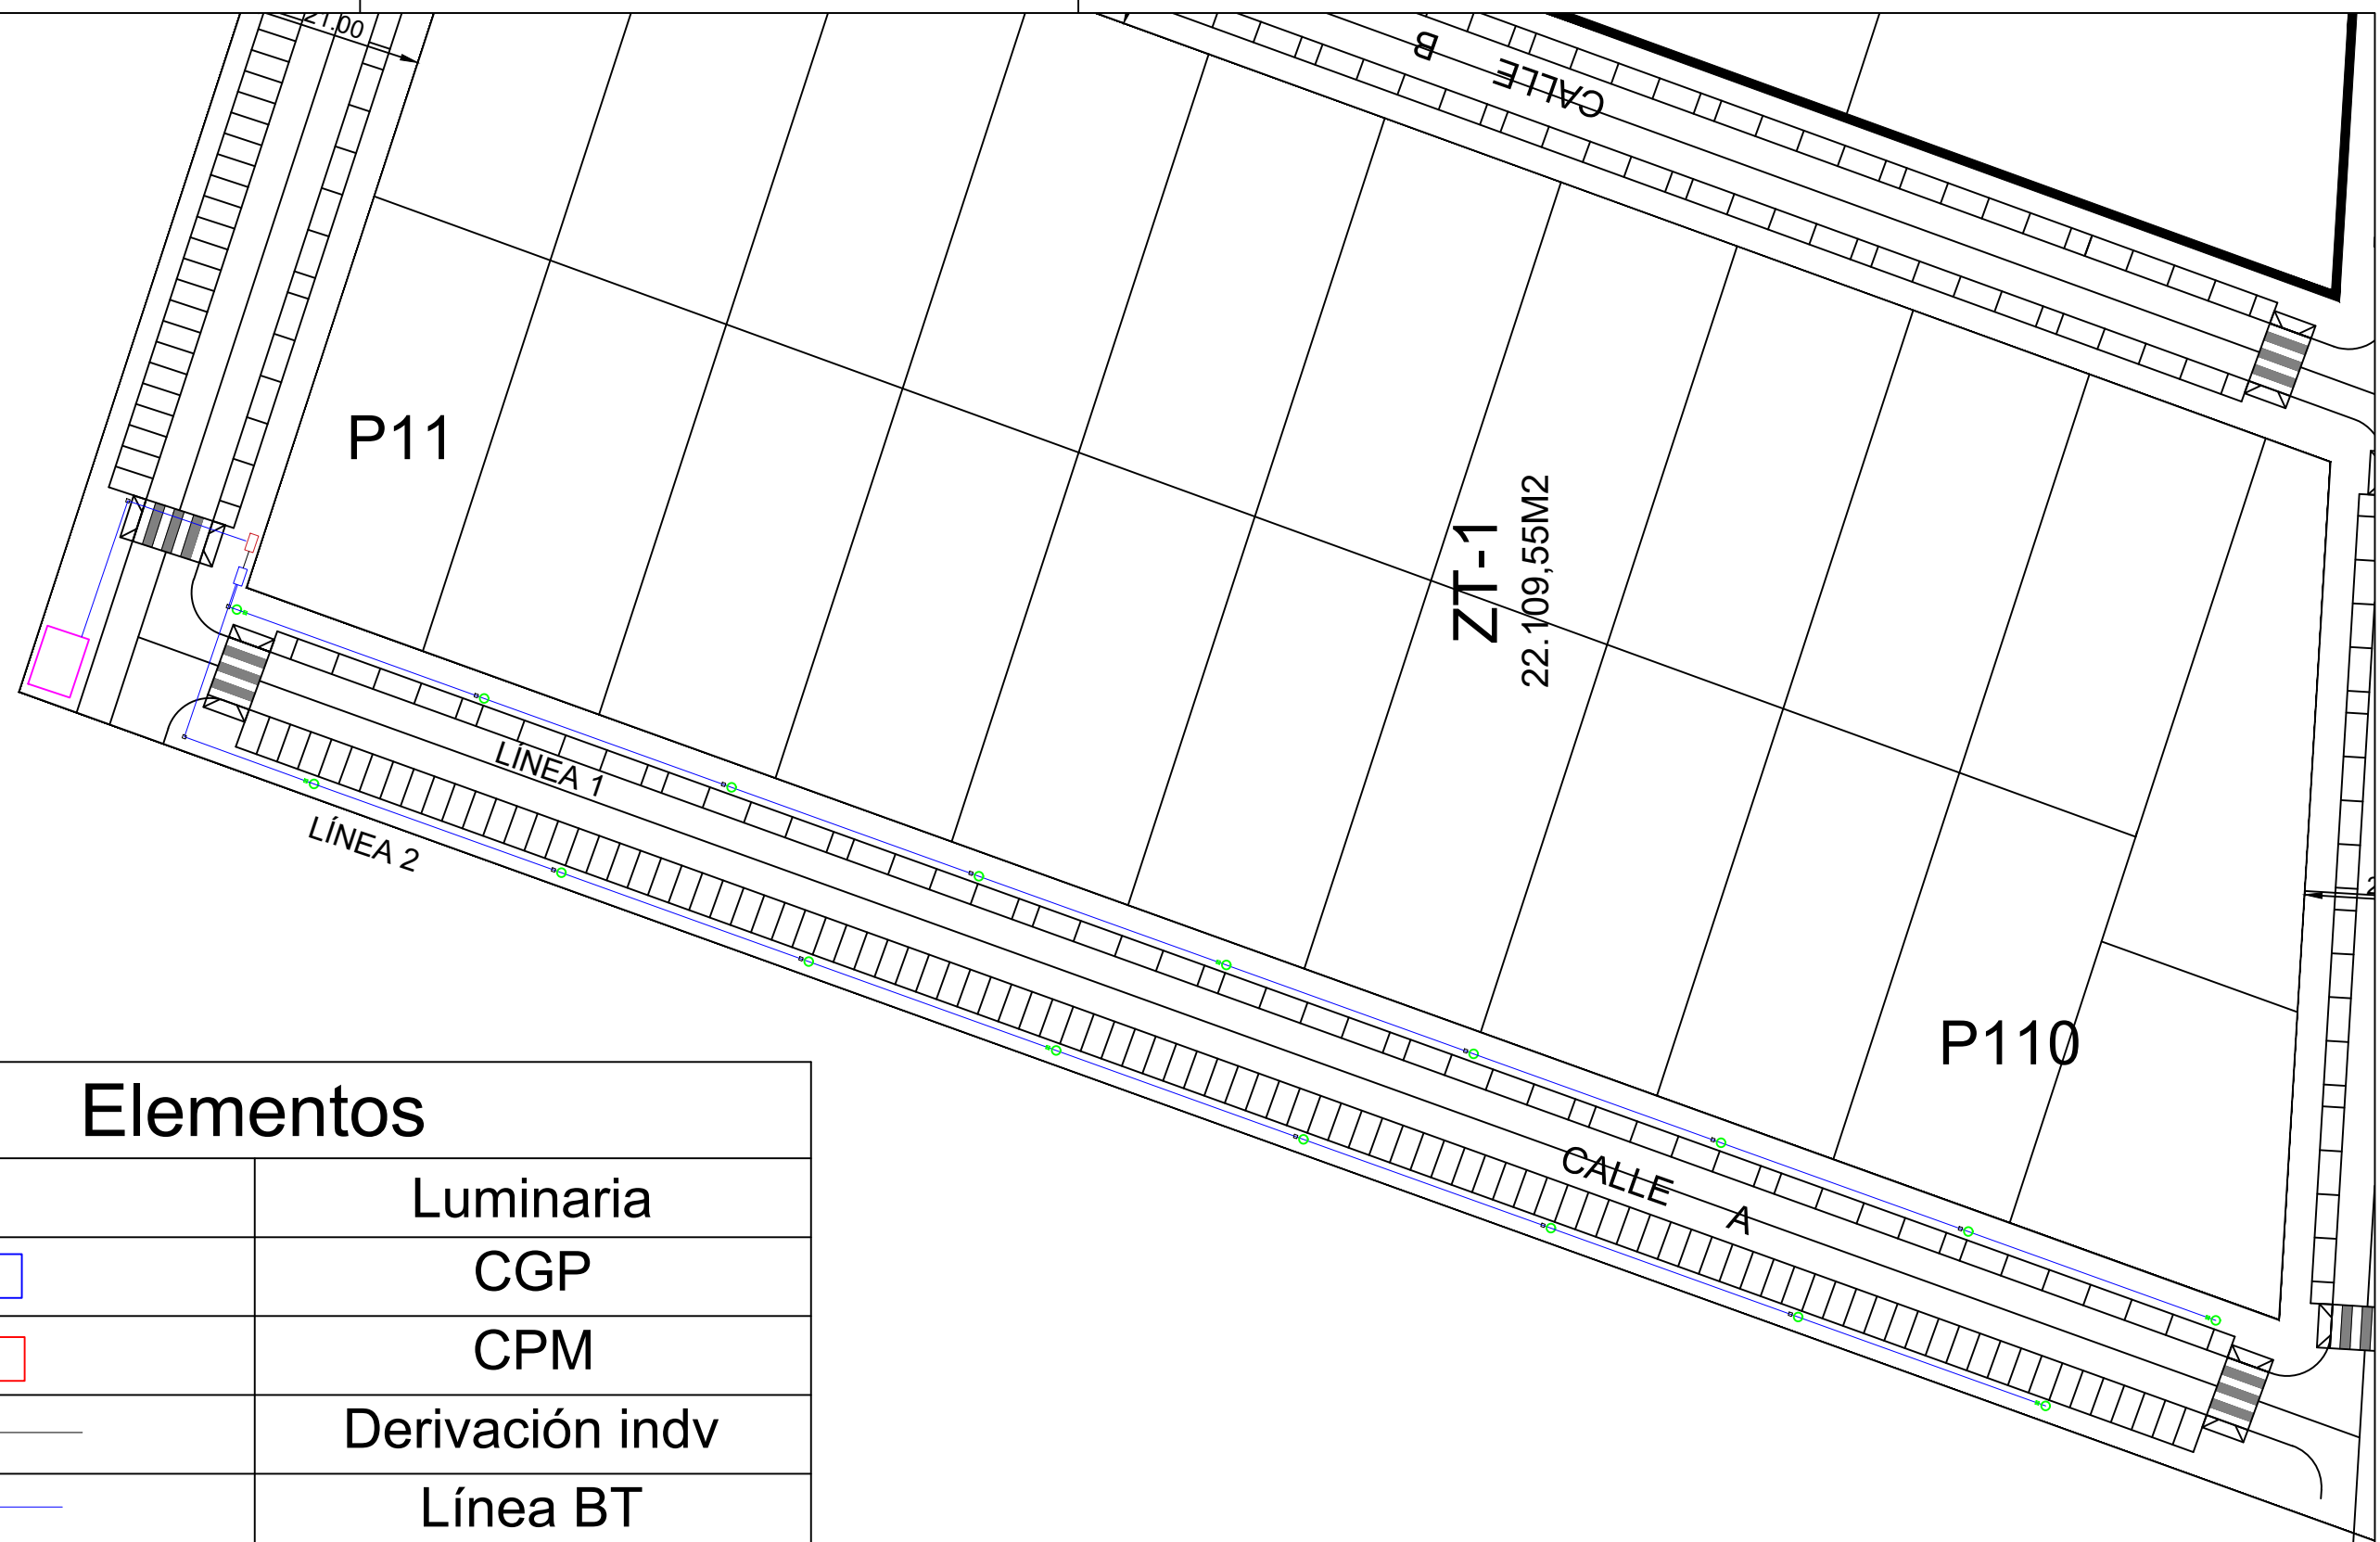 21.00
CALLE B
P11
ZT-1
22.109,55M2
LÍNEA 1
LÍNEA 2
P110
CALLE A
Elementos
Luminaria
CGP
CPM
Derivación indv
Línea BT